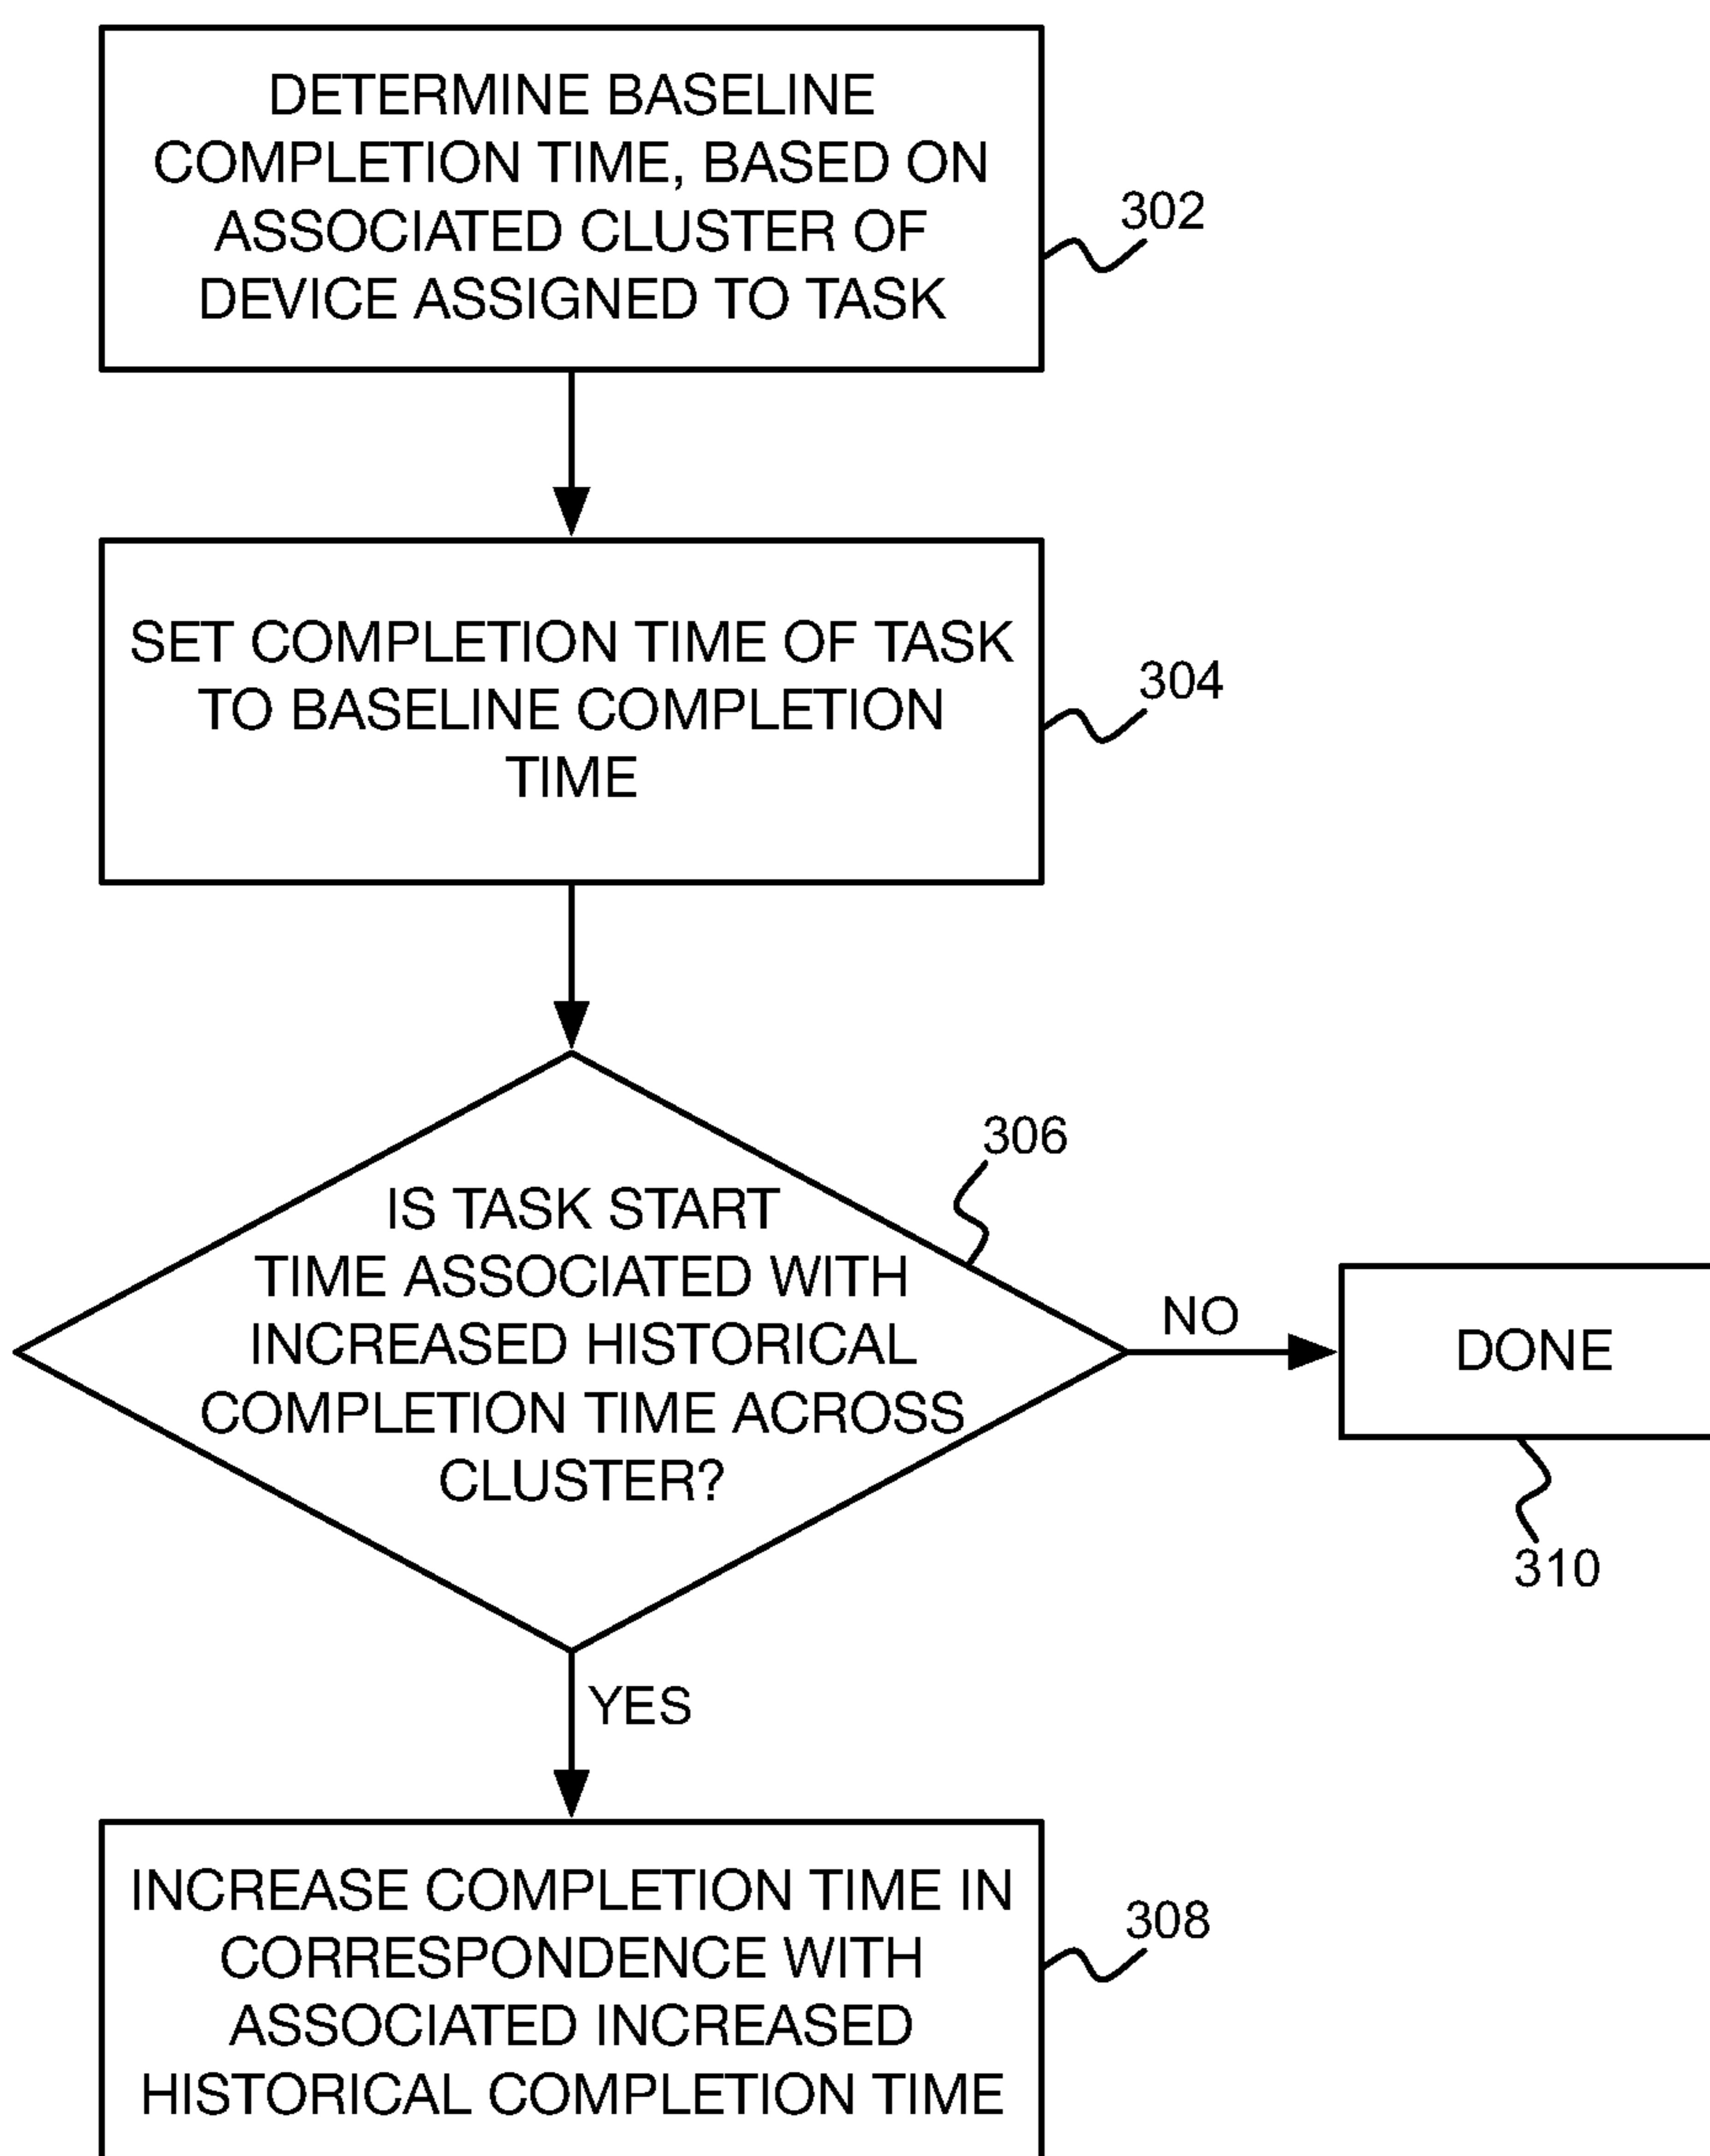 DETERMINE BASELINE
COMPLETION TIME, BASED ON
ASSOCIATED CLUSTER OF
DEVICE ASSIGNED TO TASK
302
SET COMPLETION TIME OF TASK
TO BASELINE COMPLETION
TIME
304
306
IS TASK START
TIME ASSOCIATED WITH
INCREASED HISTORICAL
COMPLETION TIME ACROSS
CLUSTER?
NO
DONE
310
YES
INCREASE COMPLETION TIME IN
CORRESPONDENCE WITH
ASSOCIATED INCREASED
HISTORICAL COMPLETION TIME
308